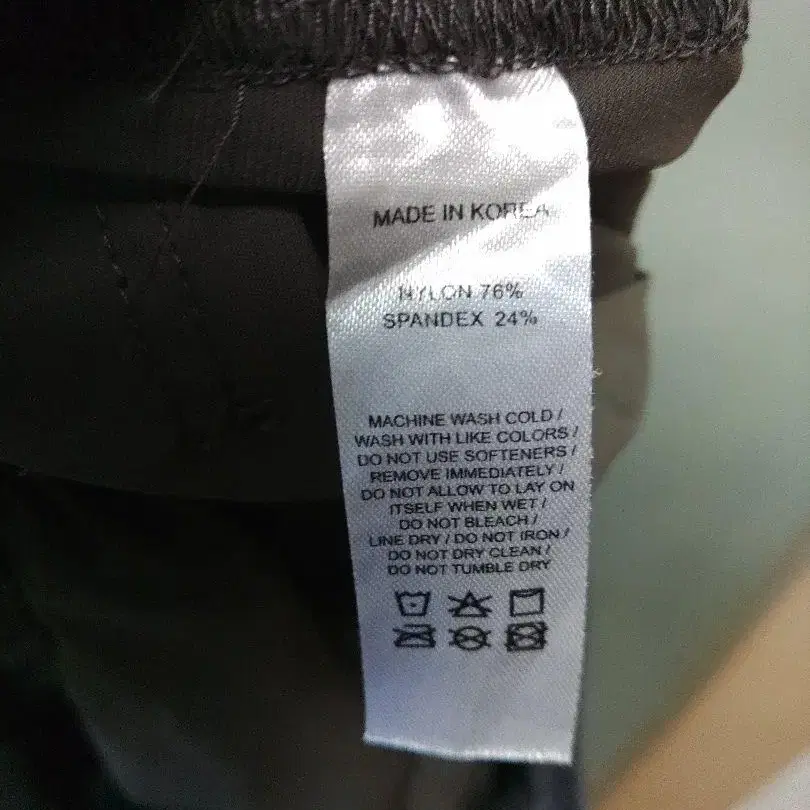 MADE IN KOREA
NYLON 76%
SPANDEX 24%
MACHINE WASH COLD /
WASH WITH LIKE COLORS /
DO NOT USE SOFTENERS /
REMOVE IMMEDIATELY /
DO NOT ALLOW TO LAY ON
ITSELF WHEN WET /
DO NOT BLEACH /
LINE DRY / DO NOT IRON /
DO NOT DRY CLEAN /
DO NOT TUMBLE DRY